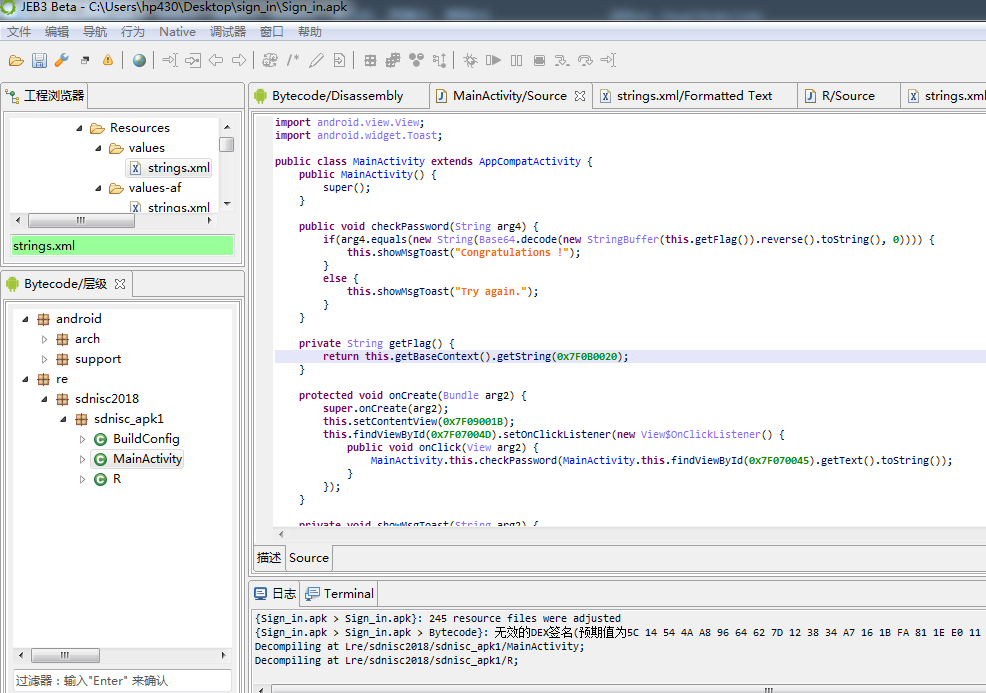 JEB3 Beta - C:\Users\hp430\Desktop\sign_in\Sign_in.apk
文件 编辑 导航 行为 Native 调试器 窗口 帮助
工程浏览器
Resources
values
strings.xml
values-af
strings.xml
strings.xml
Bytecode/层级
android
arch
support
re
sdnisc2018
sdnisc_apk1
BuildConfig
MainActivity
R
过滤器：输入"Enter" 来确认
Bytecode/Disassembly MainActivity/Source strings.xml/Formatted Text R/Source strings.xml
import android.view.View;
import android.widget.Toast;
public class MainActivity extends AppCompatActivity {
public MainActivity() {
super();
}
public void checkPassword(String arg4) {
if(arg4.equals(new String(Base64.decode(new StringBuffer(this.getFlag()).reverse().toString(), 0)))) {
this.showMsgToast("Congratulations !");
}
else {
this.showMsgToast("Try again.");
}
}
private String getFlag() {
return this.getBaseContext().getString(0x7F0B0020);
}
protected void onCreate(Bundle arg2) {
super.onCreate(arg2);
this.setContentView(0x7F09001B);
this.findViewById(0x7F07004D).setOnClickListener(new View$OnClickListener() {
public void onClick(View arg2) {
MainActivity.this.checkPassword(MainActivity.this.findViewById(0x7F070045).getText().toString());
}
});
}
private void showMsgToast(String arg2) {
描述 Source
日志 Terminal
{Sign_in.apk > Sign_in.apk}: 245 resource files were adjusted
{Sign_in.apk > Sign_in.apk > Bytecode}: 无效的DEX签名(预期值为5C 14 54 4A A8 96 64 62 7D 12 38 34 A7 16 1B FA 81 1E E0 11
Decompiling at Lre/sdnisc2018/sdnisc_apk1/MainActivity;
Decompiling at Lre/sdnisc2018/sdnisc_apk1/R;